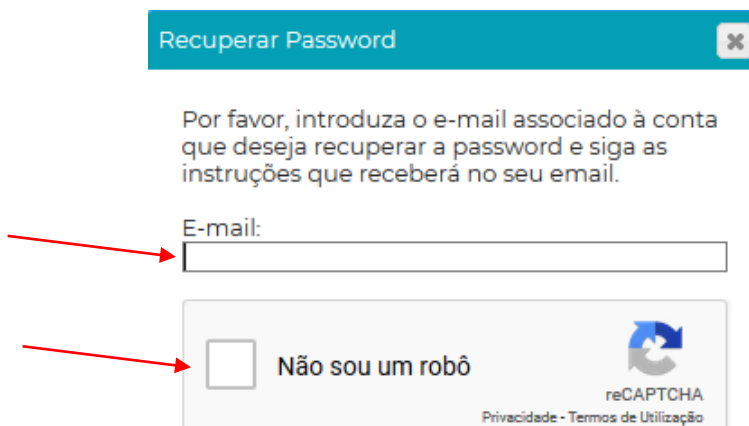 Recuperar Password
Por favor, introduza o e-mail associado à conta
que deseja recuperar a password e siga as
instruções que receberá no seu email.
E-mail:
Não sou um robô
reCAPTCHA
Privacidade - Termos de Utilização